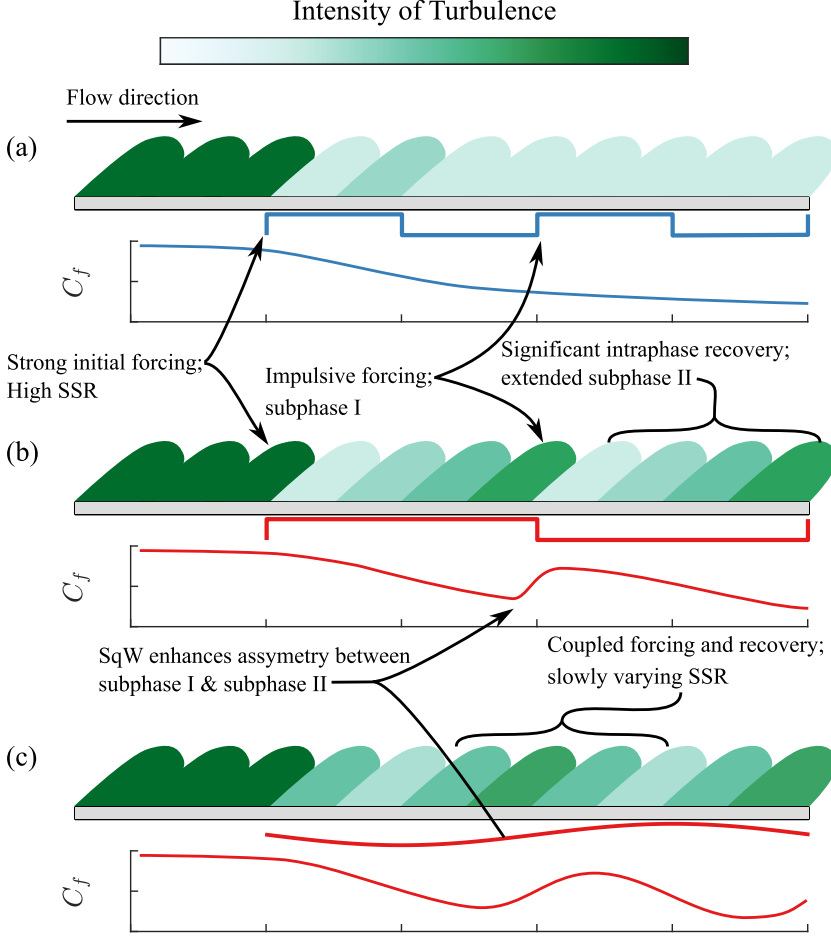 Intensity of Turbulence
Flow direction
(a)
C_f
Strong initial forcing;
High SSR
Impulsive forcing;
subphase I
Significant intraphase recovery;
extended subphase II
(b)
C_f
SqW enhances assymetry between
subphase I & subphase II
Coupled forcing and recovery;
slowly varying SSR
(c)
C_f